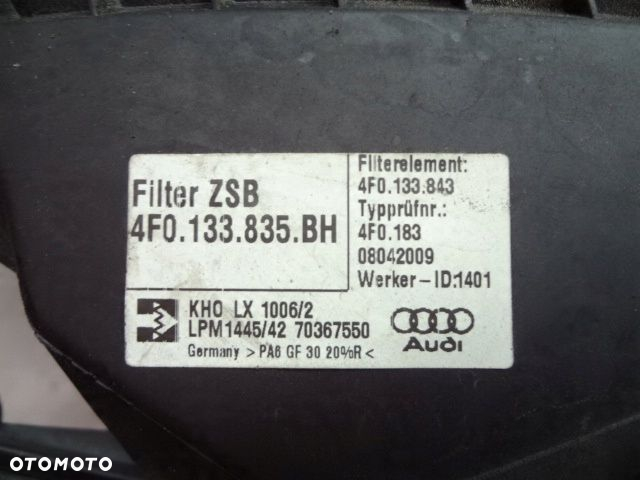 Filter ZSB
4F0.133.835.BH
Filterelement:
4F0.133.843
Typprüfnr.:
4F0.183
08042009
Werker-ID:1401
KHO LX 1006/2
LPM1445/42 70367550
Germany > PA6 GF 30 20%R <
Audi
OTOMOTO